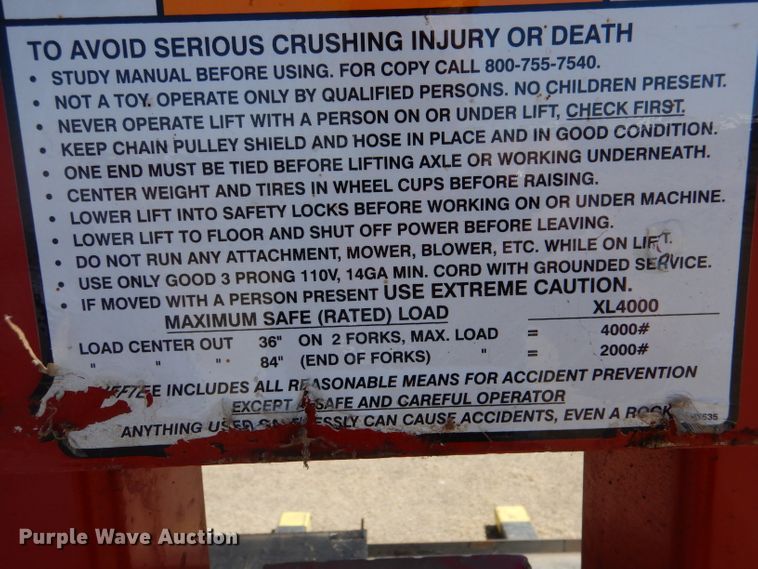 TO AVOID SERIOUS CRUSHING INJURY OR DEATH
• STUDY MANUAL BEFORE USING. FOR COPY CALL 800-755-7540.
• NOT A TOY. OPERATE ONLY BY QUALIFIED PERSONS. NO CHILDREN PRESENT.
• NEVER OPERATE LIFT WITH A PERSON ON OR UNDER LIFT, CHECK FIRST.
• KEEP CHAIN PULLEY SHIELD AND HOSE IN PLACE AND IN GOOD CONDITION.
• ONE END MUST BE TIED BEFORE LIFTING AXLE OR WORKING UNDERNEATH.
• CENTER WEIGHT AND TIRES IN WHEEL CUPS BEFORE RAISING.
• LOWER LIFT INTO SAFETY LOCKS BEFORE WORKING ON OR UNDER MACHINE.
• LOWER LIFT TO FLOOR AND SHUT OFF POWER BEFORE LEAVING.
• DO NOT RUN ANY ATTACHMENT, MOWER, BLOWER, ETC. WHILE ON LIFT.
• USE ONLY GOOD 3 PRONG 110V, 14GA MIN. CORD WITH GROUNDED SERVICE.
• IF MOVED WITH A PERSON PRESENT USE EXTREME CAUTION.
MAXIMUM SAFE (RATED) LOAD XL4000
LOAD CENTER OUT 36" ON 2 FORKS, MAX. LOAD = 4000#
" " " 84" (END OF FORKS) " = 2000#
INCLUDES ALL REASONABLE MEANS FOR ACCIDENT PREVENTION
EXCEPT A SAFE AND CAREFUL OPERATOR
ANYTHING CAN CAUSE ACCIDENTS, EVEN A ROCK
Purple Wave Auction